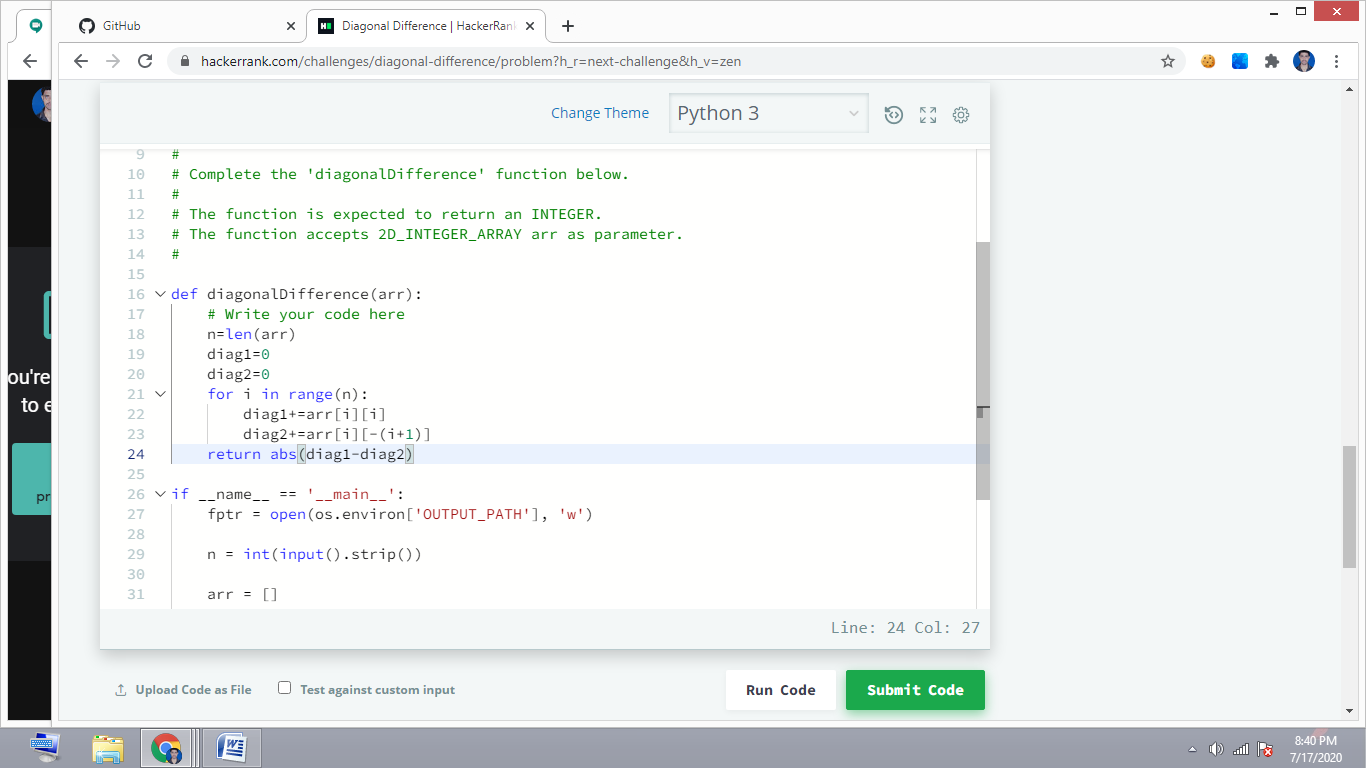 GitHub
Diagonal Difference | HackerRan
hackerrank.com/challenges/diagonal-difference/problem?h_r=next-challenge&h_v=zen
Change Theme
Python 3
9 #
10 # Complete the 'diagonalDifference' function below.
11 #
12 # The function is expected to return an INTEGER.
13 # The function accepts 2D_INTEGER_ARRAY arr as parameter.
14 #
15
16 def diagonalDifference(arr):
17     # Write your code here
18     n=len(arr)
19     diag1=0
20     diag2=0
21     for i in range(n):
22         diag1+=arr[i][i]
23         diag2+=arr[i][-(i+1)]
24     return abs(diag1-diag2)
25
26 if __name__ == '__main__':
27     fptr = open(os.environ['OUTPUT_PATH'], 'w')
28
29     n = int(input().strip())
30
31     arr = []
Line: 24 Col: 27
Upload Code as File
Test against custom input
Run Code
Submit Code
ou're
to e
pr
8:40 PM
7/17/2020